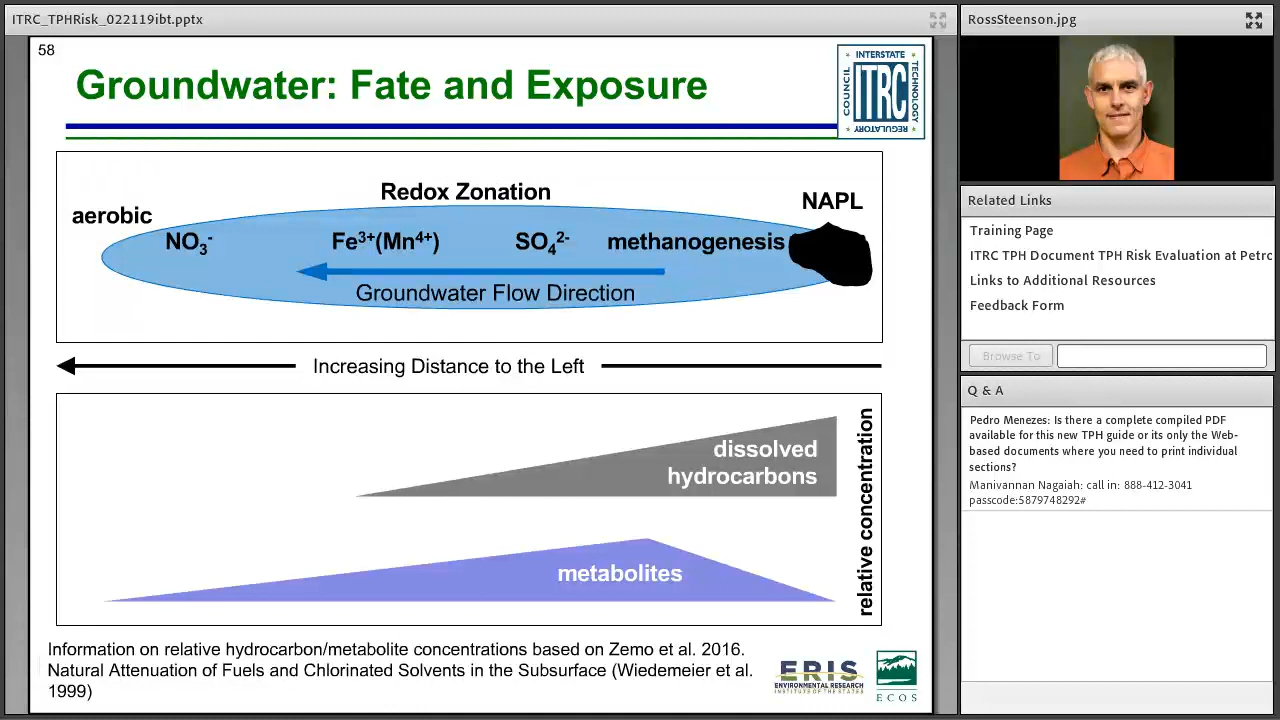 ITRC_TPHRisk_022119ibt.pptx
58
Groundwater: Fate and Exposure
INTERSTATE
COUNCIL
ITRC
TECHNOLOGY
REGULATORY
Redox Zonation
NAPL
aerobic
NO₃⁻ Fe³⁺(Mn⁴⁺) SO₄²⁻ methanogenesis
Groundwater Flow Direction
Increasing Distance to the Left
dissolved
hydrocarbons
metabolites
relative concentration
Information on relative hydrocarbon/metabolite concentrations based on Zemo et al. 2016.
Natural Attenuation of Fuels and Chlorinated Solvents in the Subsurface (Wiedemeier et al.
1999)
ERIS
ENVIRONMENTAL RESEARCH
INSTITUTE OF THE STATES
ECOS
RossSteenson.jpg
Related Links
Training Page
ITRC TPH Document TPH Risk Evaluation at Petrc
Links to Additional Resources
Feedback Form
Browse To
Q & A
Pedro Menezes: Is there a complete compiled PDF
available for this new TPH guide or its only the Web-
based documents where you need to print individual
sections?
Manivannan Nagaiah: call in: 888-412-3041
passcode:5879748292#